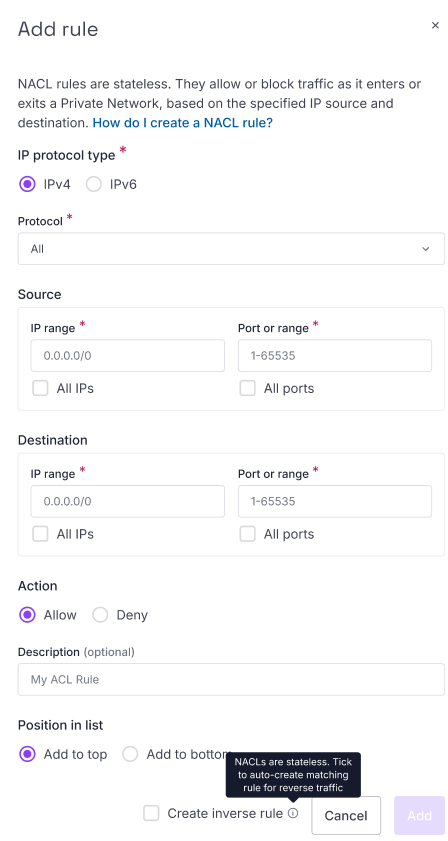 Add rule
NACL rules are stateless. They allow or block traffic as it enters or
exits a Private Network, based on the specified IP source and
destination. How do I create a NACL rule?
IP protocol type *
IPv4 IPv6
Protocol *
All
Source
IP range * Port or range *
0.0.0.0/0 1-65535
All IPs All ports
Destination
IP range * Port or range *
0.0.0.0/0 1-65535
All IPs All ports
Action
Allow Deny
Description (optional)
My ACL Rule
Position in list
Add to top Add to bottom
NACLs are stateless. Tick
to auto-create matching
rule for reverse traffic
Create inverse rule Cancel Add